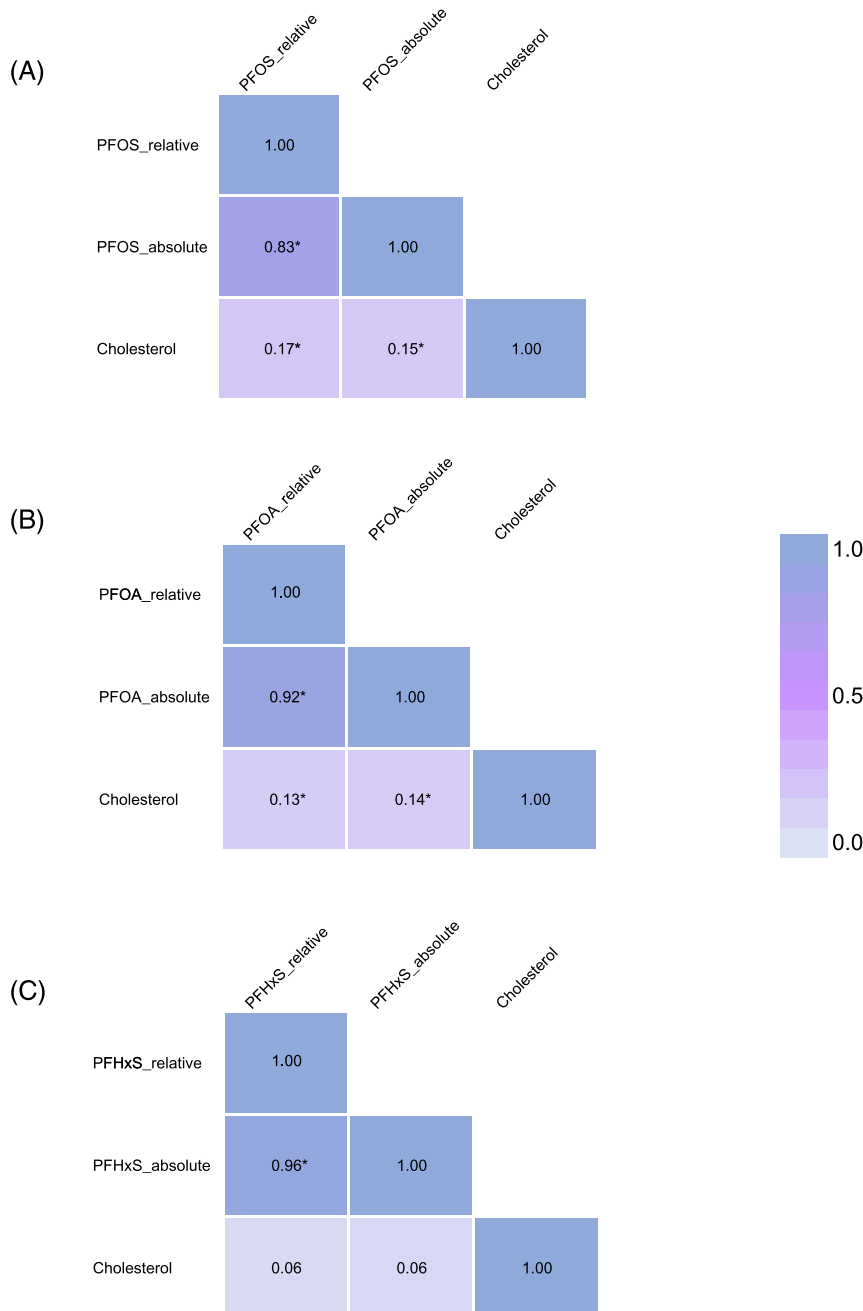 (A)
PFOS_relative PFOS_absolute Cholesterol
PFOS_relative 1.00
PFOS_absolute 0.83* 1.00
Cholesterol 0.17* 0.15* 1.00
(B)
PFOA_relative PFOA_absolute Cholesterol
PFOA_relative 1.00
PFOA_absolute 0.92* 1.00
Cholesterol 0.13* 0.14* 1.00
1.0
0.5
0.0
(C)
PFHxS_relative PFHxS_absolute Cholesterol
PFHxS_relative 1.00
PFHxS_absolute 0.96* 1.00
Cholesterol 0.06 0.06 1.00